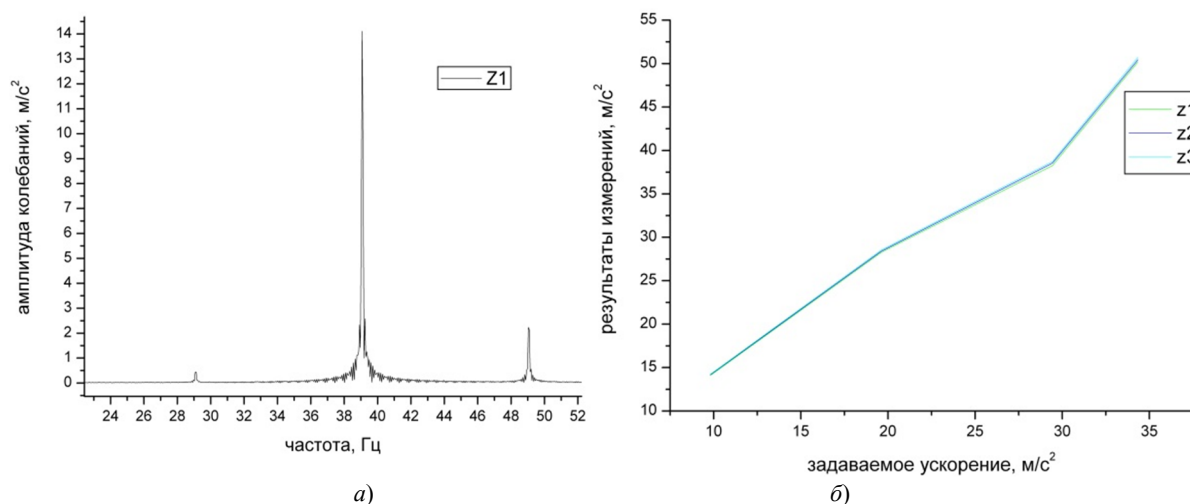 амплитуда колебаний, м/с²
14
13
12
11
10
9
8
7
6
5
4
3
2
1
0
Z1
24 26 28 30 32 34 36 38 40 42 44 46 48 50 52
частота, Гц
а)
результаты измерений, м/с²
55
50
45
40
35
30
25
20
15
10
z1
z2
z3
10 15 20 25 30 35
задаваемое ускорение, м/с²
б)